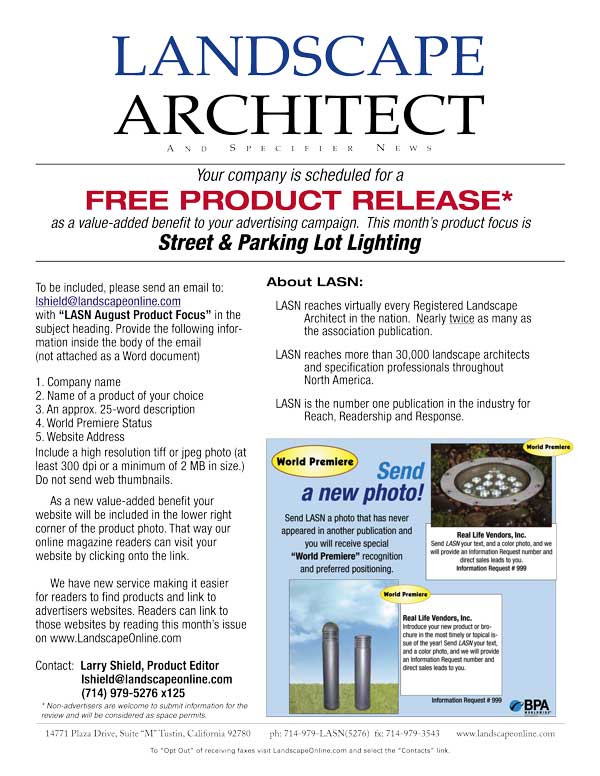 LANDSCAPE
ARCHITECT
AND SPECIFIER NEWS
Your company is scheduled for a
FREE PRODUCT RELEASE*
as a value-added benefit to your advertising campaign. This month's product focus is
Street & Parking Lot Lighting
To be included, please send an email to:
lshield@landscapeonline.com
with “LASN August Product Focus” in the
subject heading. Provide the following infor-
mation inside the body of the email
(not attached as a Word document)
1. Company name
2. Name of a product of your choice
3. An approx. 25-word description
4. World Premiere Status
5. Website Address
Include a high resolution tiff or jpeg photo (at
least 300 dpi or a minimum of 2 MB in size.)
Do not send web thumbnails.
As a new value-added benefit your
website will be included in the lower right
corner of the product photo. That way our
online magazine readers can visit your
website by clicking onto the link.
We have new service making it easier
for readers to find products and link to
advertisers websites. Readers can link to
those websites by reading this month's issue
on www.LandscapeOnline.com
Contact: Larry Shield, Product Editor
lshield@landscapeonline.com
(714) 979-5276 x125
* Non-advertisers are welcome to submit information for the
review and will be considered as space permits.
About LASN:
LASN reaches virtually every Registered Landscape
Architect in the nation. Nearly twice as many as
the association publication.
LASN reaches more than 30,000 landscape architects
and specification professionals throughout
North America.
LASN is the number one publication in the industry for
Reach, Readership and Response.
World Premiere
Send
a new photo!
Send LASN a photo that has never
appeared in another publication and
you will receive special
“World Premiere” recognition
and preferred positioning.
World Premiere
Real Life Vendors, Inc.
Send LASN your text, and a color photo, and we
will provide an Information Request number and
direct sales leads to you.
Information Request # 999
World Premiere
Real Life Vendors, Inc.
Introduce your new product or bro-
chure in the most timely or topical is-
sue of the year! Send LASN your text,
and a color photo, and we will provide
an Information Request number and
direct sales leads to you.
Information Request # 999
BPA
WORLDWIDE
14771 Plaza Drive, Suite “M” Tustin, California 92780 ph: 714-979-LASN(5276) fx: 714-979-3543 www.landscapeonline.com
To “Opt Out” of receiving faxes visit LandscapeOnline.com and select the “Contacts” link.